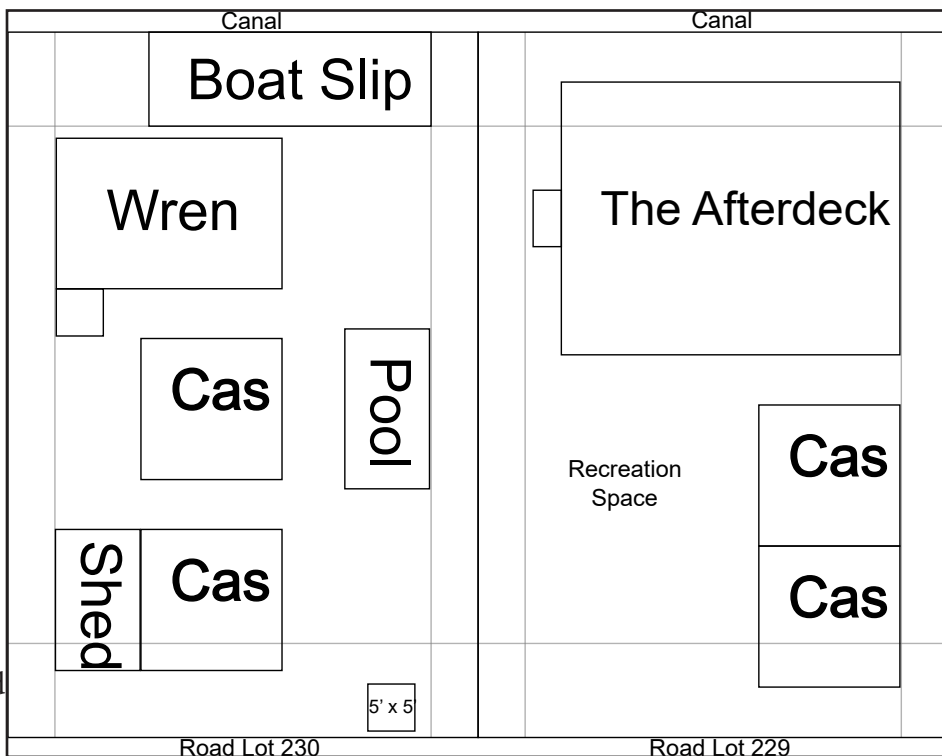 Canal
Canal
Boat Slip
Wren
The Afterdeck
Cas
Pool
Cas
Recreation
Space
Shed
Cas
Cas
5' x 5'
Road Lot 230
Road Lot 229